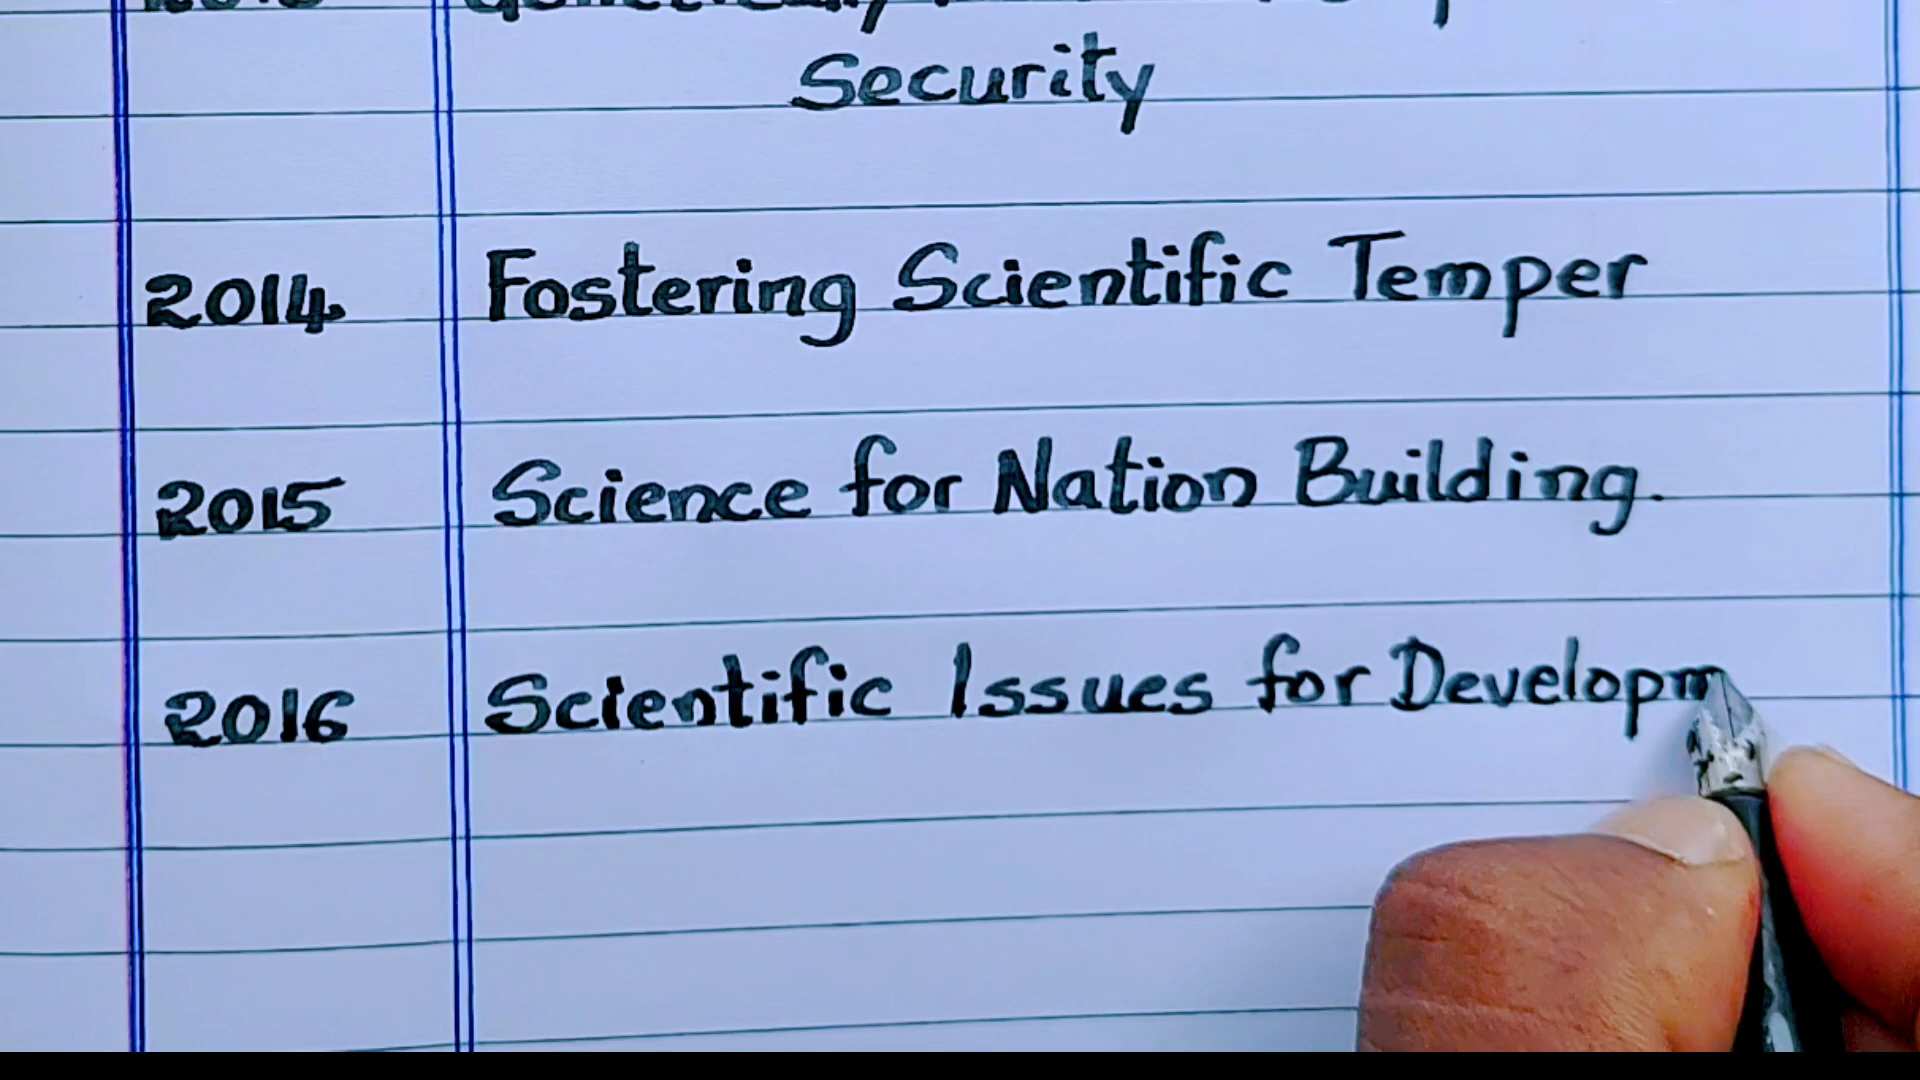 Security
2014 Fostering Scientific Temper
2015 Science for Nation Building.
2016 Scientific Issues for Developm